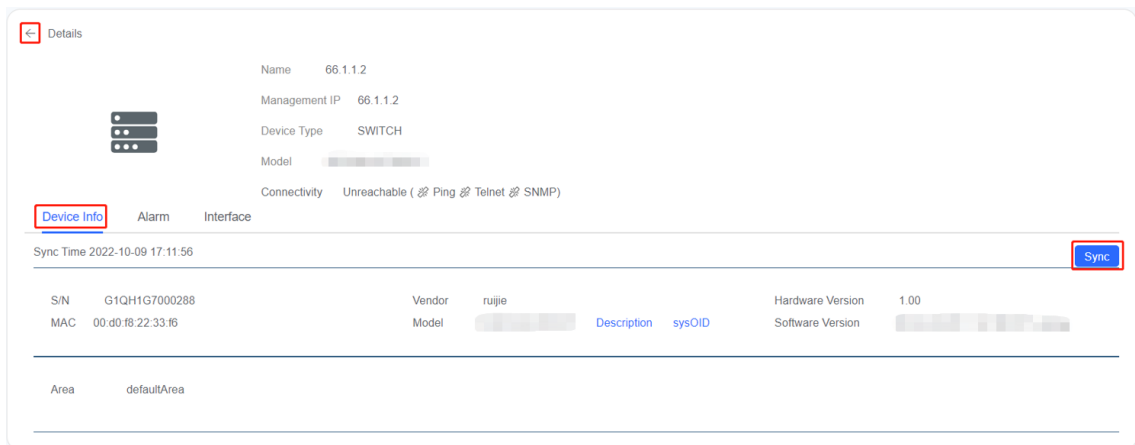 Details
Name 66.1.1.2
Management IP 66.1.1.2
Device Type SWITCH
Model
Connectivity Unreachable ( Ping Telnet SNMP)
Device Info Alarm Interface
Sync Time 2022-10-09 17:11:56 Sync
S/N G1QH1G7000288 Vendor ruijie Hardware Version 1.00
MAC 00:d0:f8:22:33:f6 Model Description sysOID Software Version
Area defaultArea